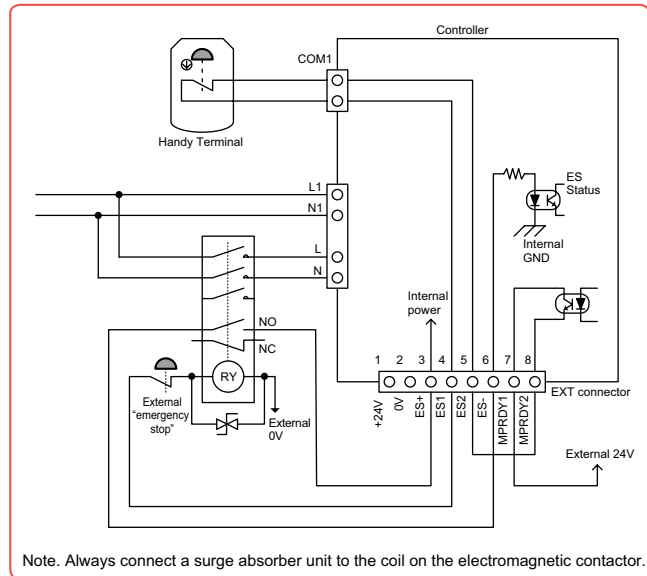 Controller
COM1
Handy Terminal
L1
N1
L
N
ES
Status
Internal
GND
Internal
power
NO
NC
RY
External
"emergency
stop"
External
0V
1 2 3 4 5 6 7 8
EXT connector
+24V
0V
ES+
ES1
ES2
ES-
MPRDY1
MPRDY2
External 24V
Note. Always connect a surge absorber unit to the coil on the electromagnetic contactor.